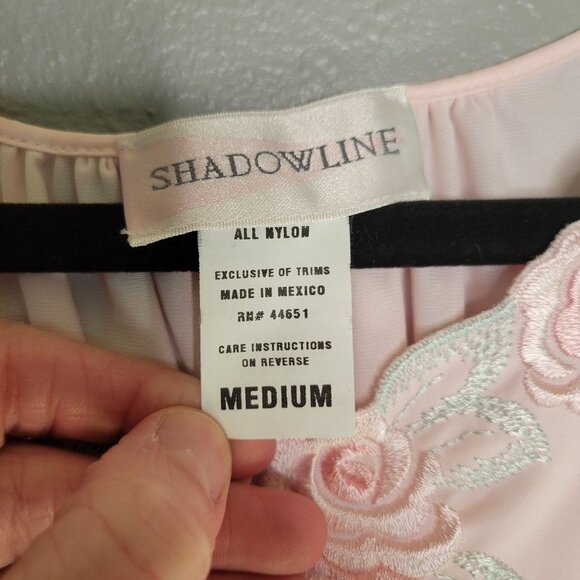 SHADOWLINE
ALL NYLON
EXCLUSIVE OF TRIMS
MADE IN MEXICO
RN# 44651
CARE INSTRUCTIONS
ON REVERSE
MEDIUM